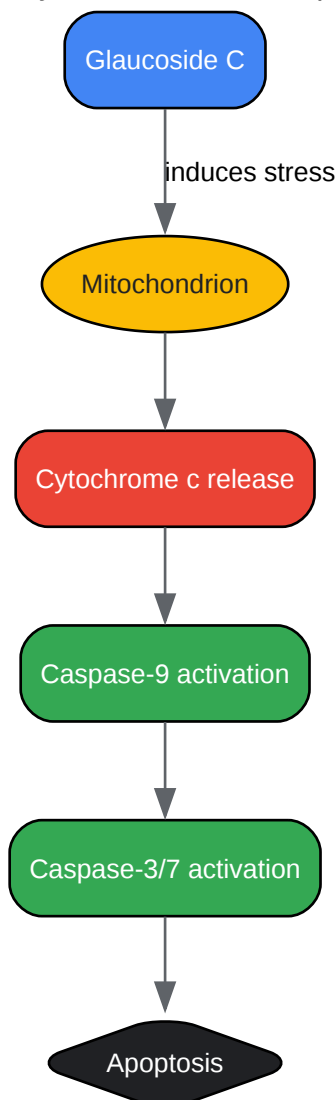 Glaucoside C
induces stress
Mitochondrion
Cytochrome c release
Caspase-9 activation
Caspase-3/7 activation
Apoptosis